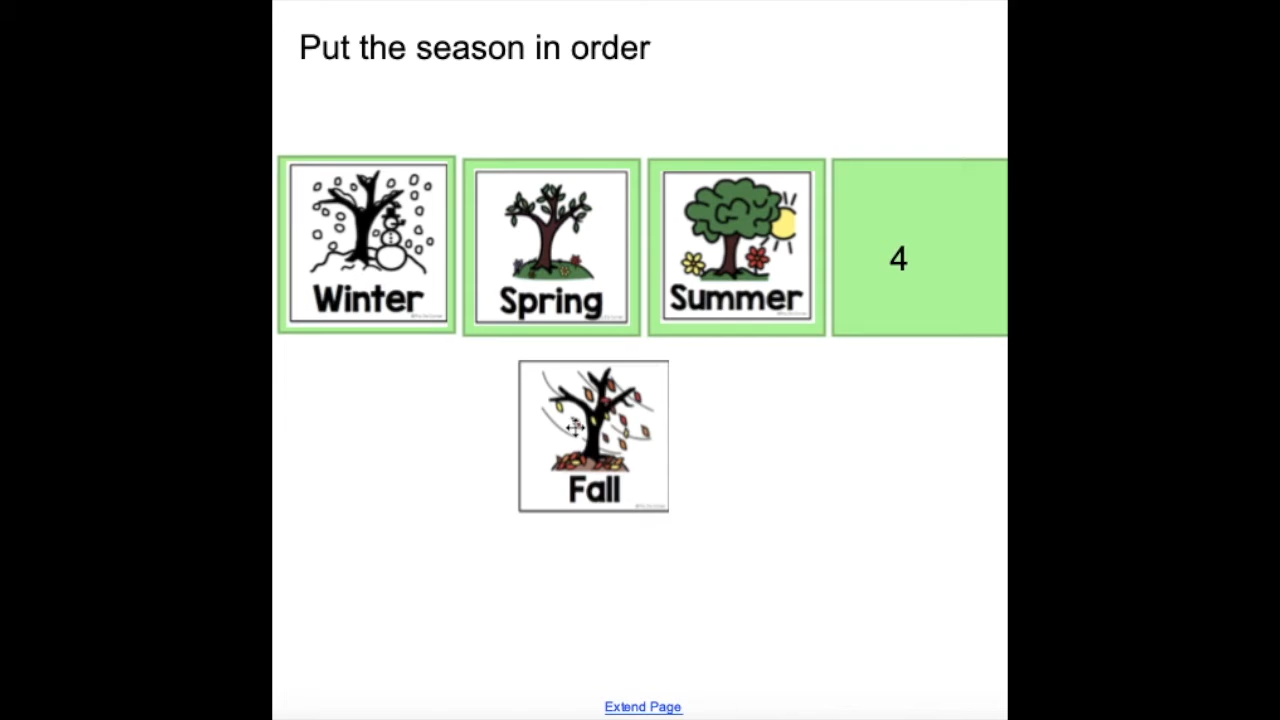 Put the season in order
Winter
Spring
Summer
4
Fall
Extend Page